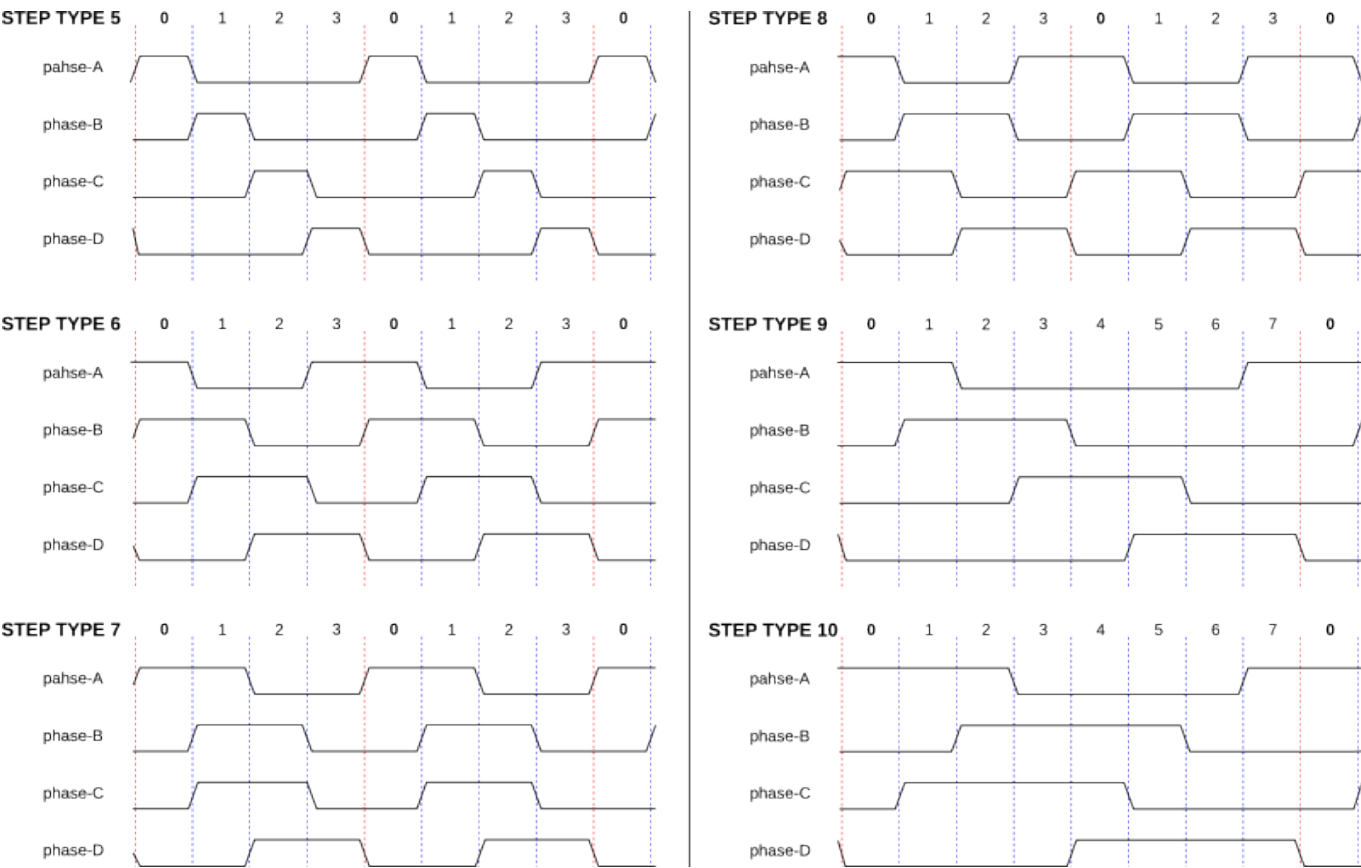 STEP TYPE 5 0 1 2 3 0 1 2 3 0
pahse-A
phase-B
phase-C
phase-D
STEP TYPE 6 0 1 2 3 0 1 2 3 0
pahse-A
phase-B
phase-C
phase-D
STEP TYPE 7 0 1 2 3 0 1 2 3 0
pahse-A
phase-B
phase-C
phase-D
STEP TYPE 8 0 1 2 3 0 1 2 3 0
pahse-A
phase-B
phase-C
phase-D
STEP TYPE 9 0 1 2 3 4 5 6 7 0
pahse-A
phase-B
phase-C
phase-D
STEP TYPE 10 0 1 2 3 4 5 6 7 0
pahse-A
phase-B
phase-C
phase-D